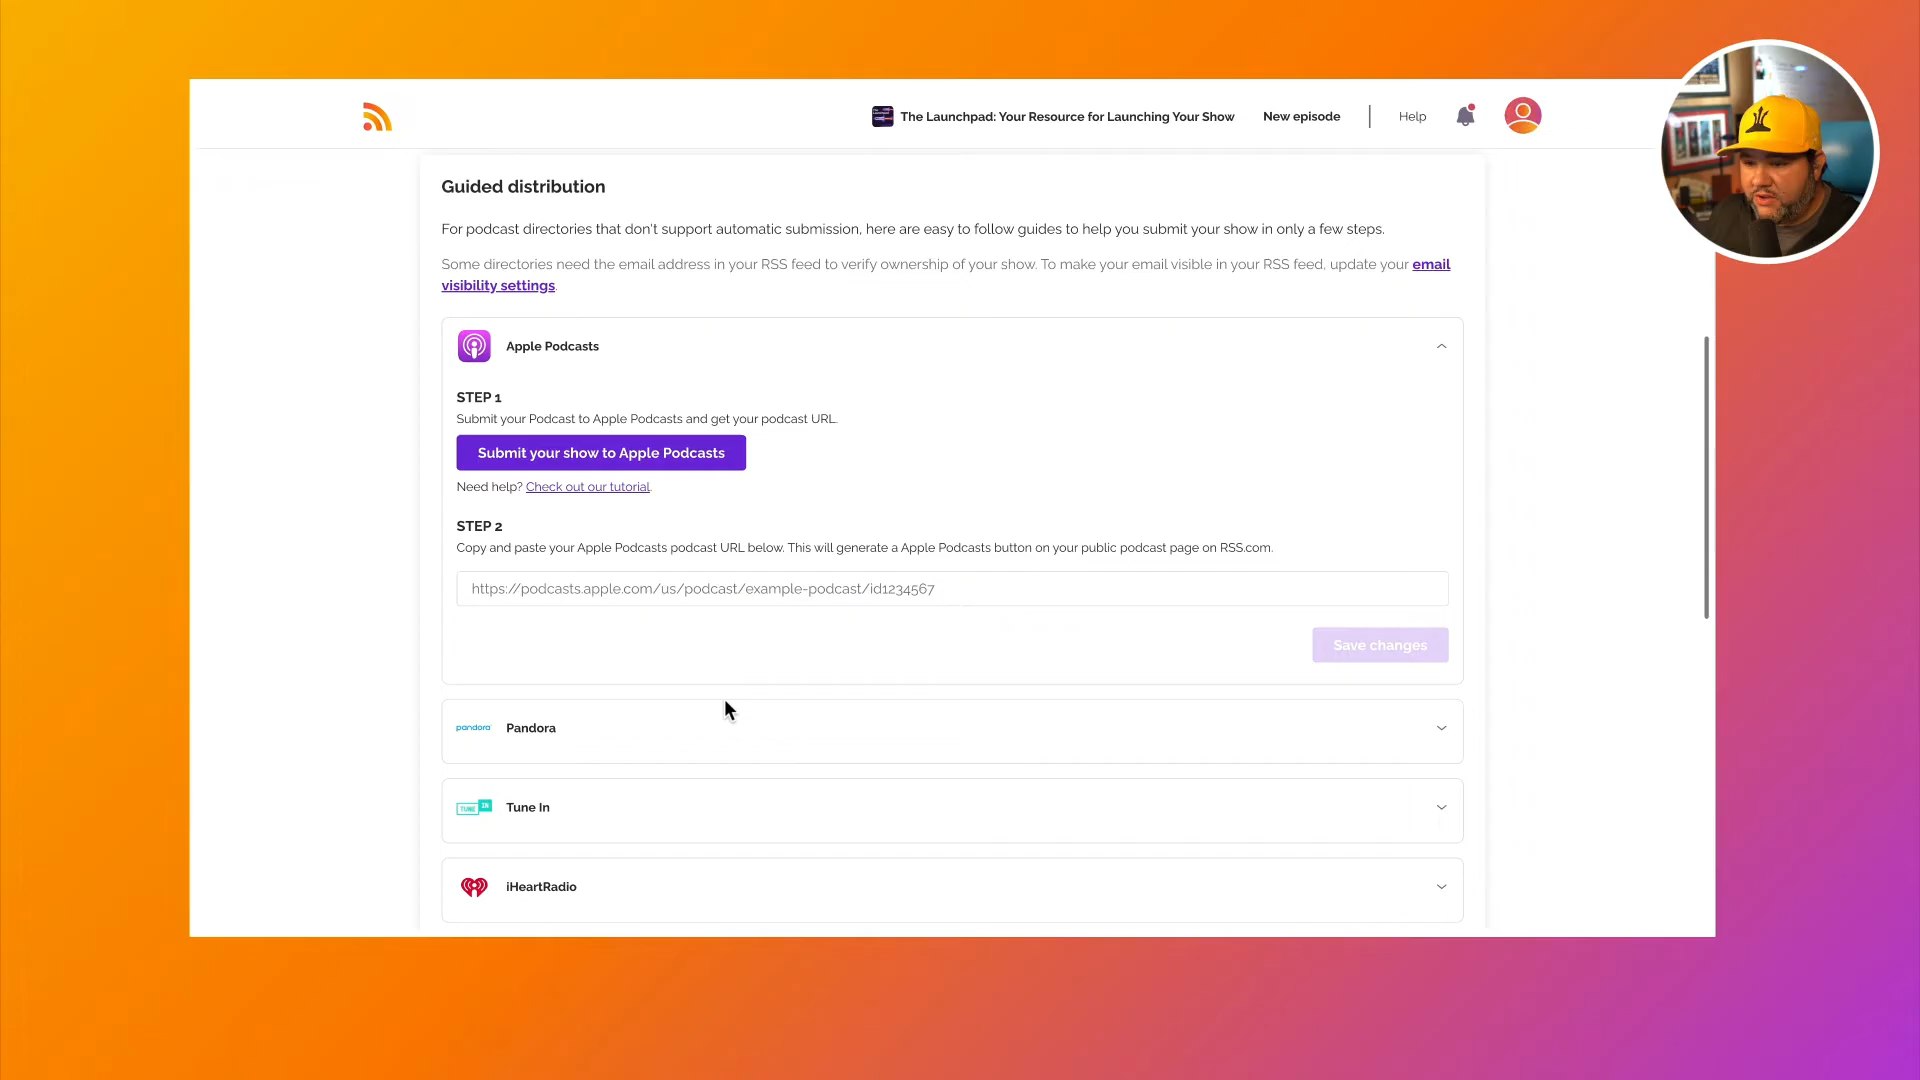 The Launchpad: Your Resource for Launching Your Show
New episode
Help
Guided distribution
For podcast directories that don't support automatic submission, here are easy to follow guides to help you submit your show in only a few steps.
Some directories need the email address in your RSS feed to verify ownership of your show. To make your email visible in your RSS feed, update your email
visibility settings.
Apple Podcasts
STEP 1
Submit your Podcast to Apple Podcasts and get your podcast URL.
Submit your show to Apple Podcasts
Need help? Check out our tutorial.
STEP 2
Copy and paste your Apple Podcasts podcast URL below. This will generate a Apple Podcasts button on your public podcast page on RSS.com.
https://podcasts.apple.com/us/podcast/example-podcast/id1234567
Save changes
pandora
Pandora
TUNE IN
Tune In
iHeartRadio